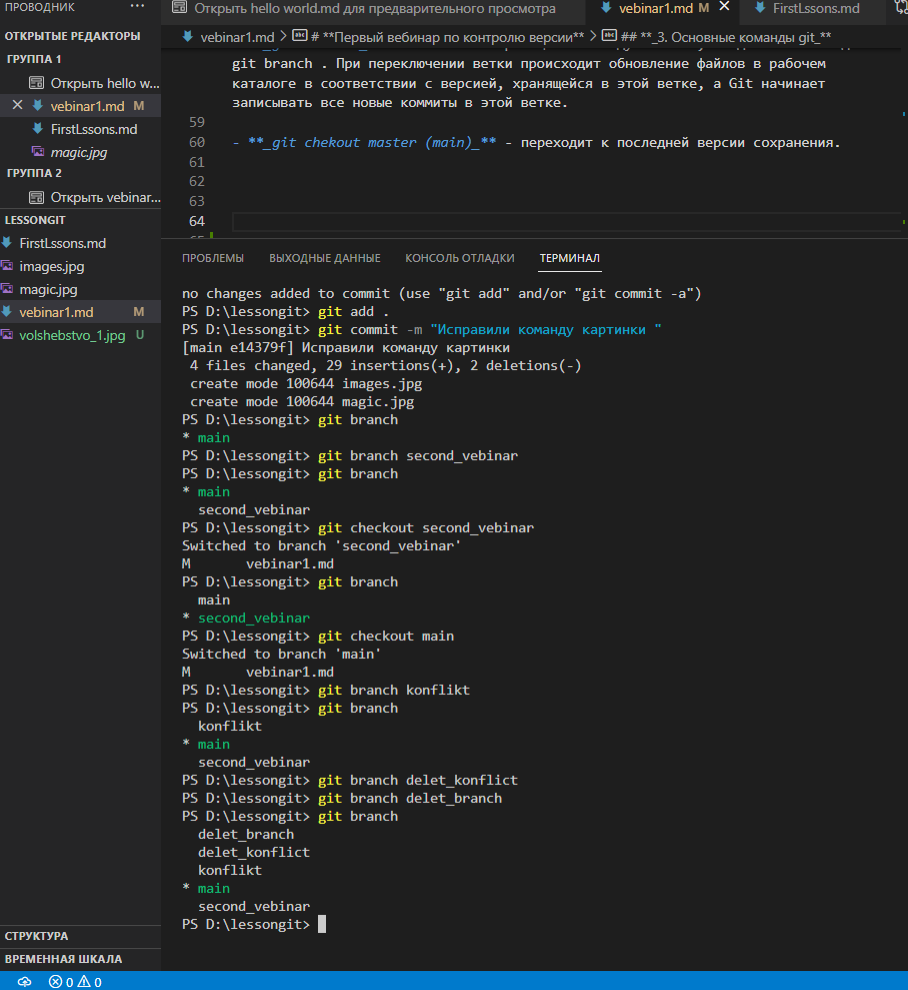 ПРОВОДНИК ...
ОТКРЫТЫЕ РЕДАКТОРЫ
ГРУППА 1
Открыть hello w...
vebinar1.md M
FirstLssons.md
magic.jpg
ГРУППА 2
Открыть vebinar...
LESSONGIT
FirstLssons.md
images.jpg
magic.jpg
vebinar1.md M
volshebstvo_1.jpg U
СТРУКТУРА
ВРЕМЕННАЯ ШКАЛА
Открыть hello world.md для предварительного просмотра
vebinar1.md M
FirstLssons.md
vebinar1.md > # **Первый вебинар по контролю версии** > ## **_3. Основные команды git_**
git branch . При переключении ветки происходит обновление файлов в рабочем
каталоге в соответствии с версией, хранящейся в этой ветке, а Git начинает
записывать все новые коммиты в этой ветке.
59
60 - **_git chekout master (main)_** - переходит к последней версии сохранения.
61
62
63
64
ПРОБЛЕМЫ ВЫХОДНЫЕ ДАННЫЕ КОНСОЛЬ ОТЛАДКИ ТЕРМИНАЛ
no changes added to commit (use "git add" and/or "git commit -a")
PS D:\lessongit> git add .
PS D:\lessongit> git commit -m "Исправили команду картинки "
[main e14379f] Исправили команду картинки
4 files changed, 29 insertions(+), 2 deletions(-)
create mode 100644 images.jpg
create mode 100644 magic.jpg
PS D:\lessongit> git branch
* main
PS D:\lessongit> git branch second_vebinar
PS D:\lessongit> git branch
* main
second_vebinar
PS D:\lessongit> git checkout second_vebinar
Switched to branch 'second_vebinar'
M vebinar1.md
PS D:\lessongit> git branch
main
* second_vebinar
PS D:\lessongit> git checkout main
Switched to branch 'main'
M vebinar1.md
PS D:\lessongit> git branch konflikt
PS D:\lessongit> git branch
konflikt
* main
second_vebinar
PS D:\lessongit> git branch delet_konflict
PS D:\lessongit> git branch delet_branch
PS D:\lessongit> git branch
delet_branch
delet_konflict
konflikt
* main
second_vebinar
PS D:\lessongit>
0 0